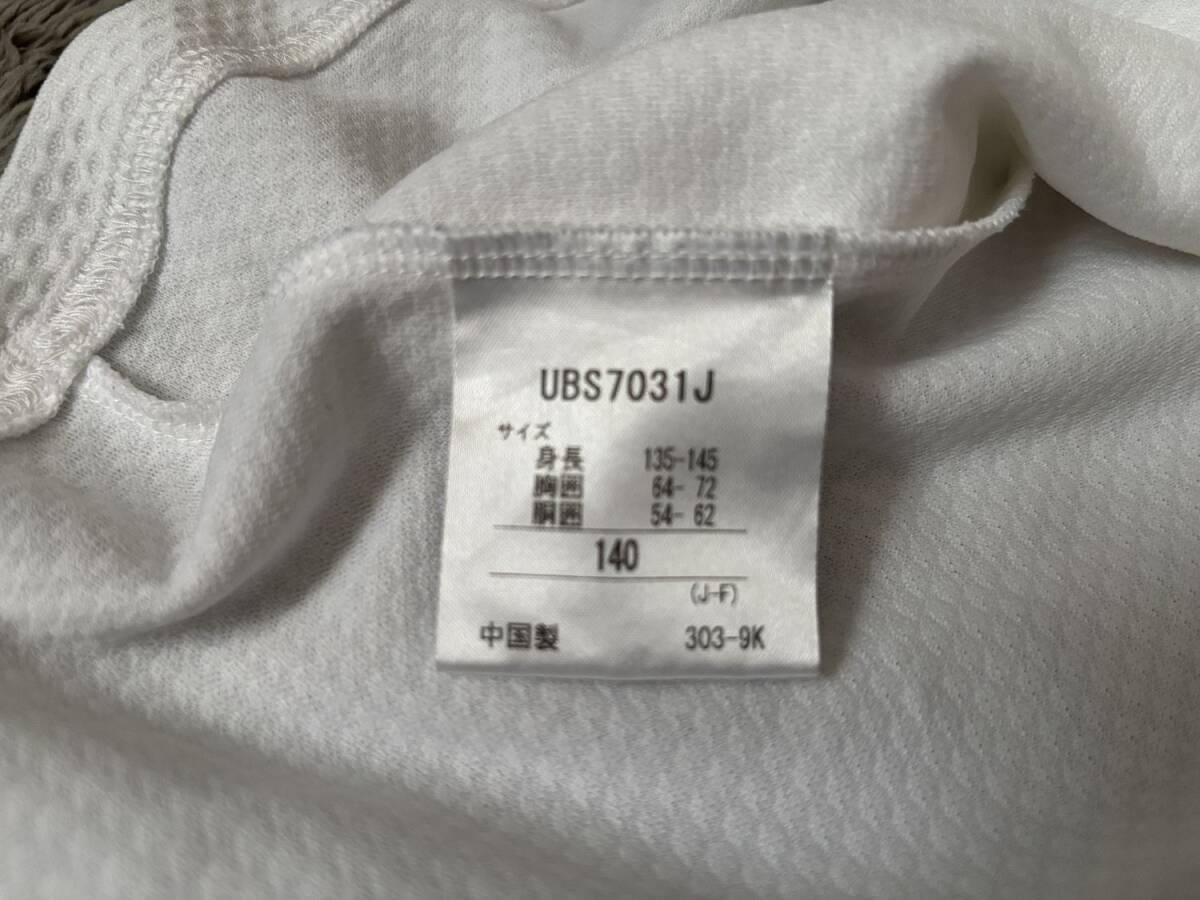 UBS7031J
サイズ
身長 135-145
胸囲 64- 72
胴囲 54- 62
140
(J-F)
中国製 303-9K